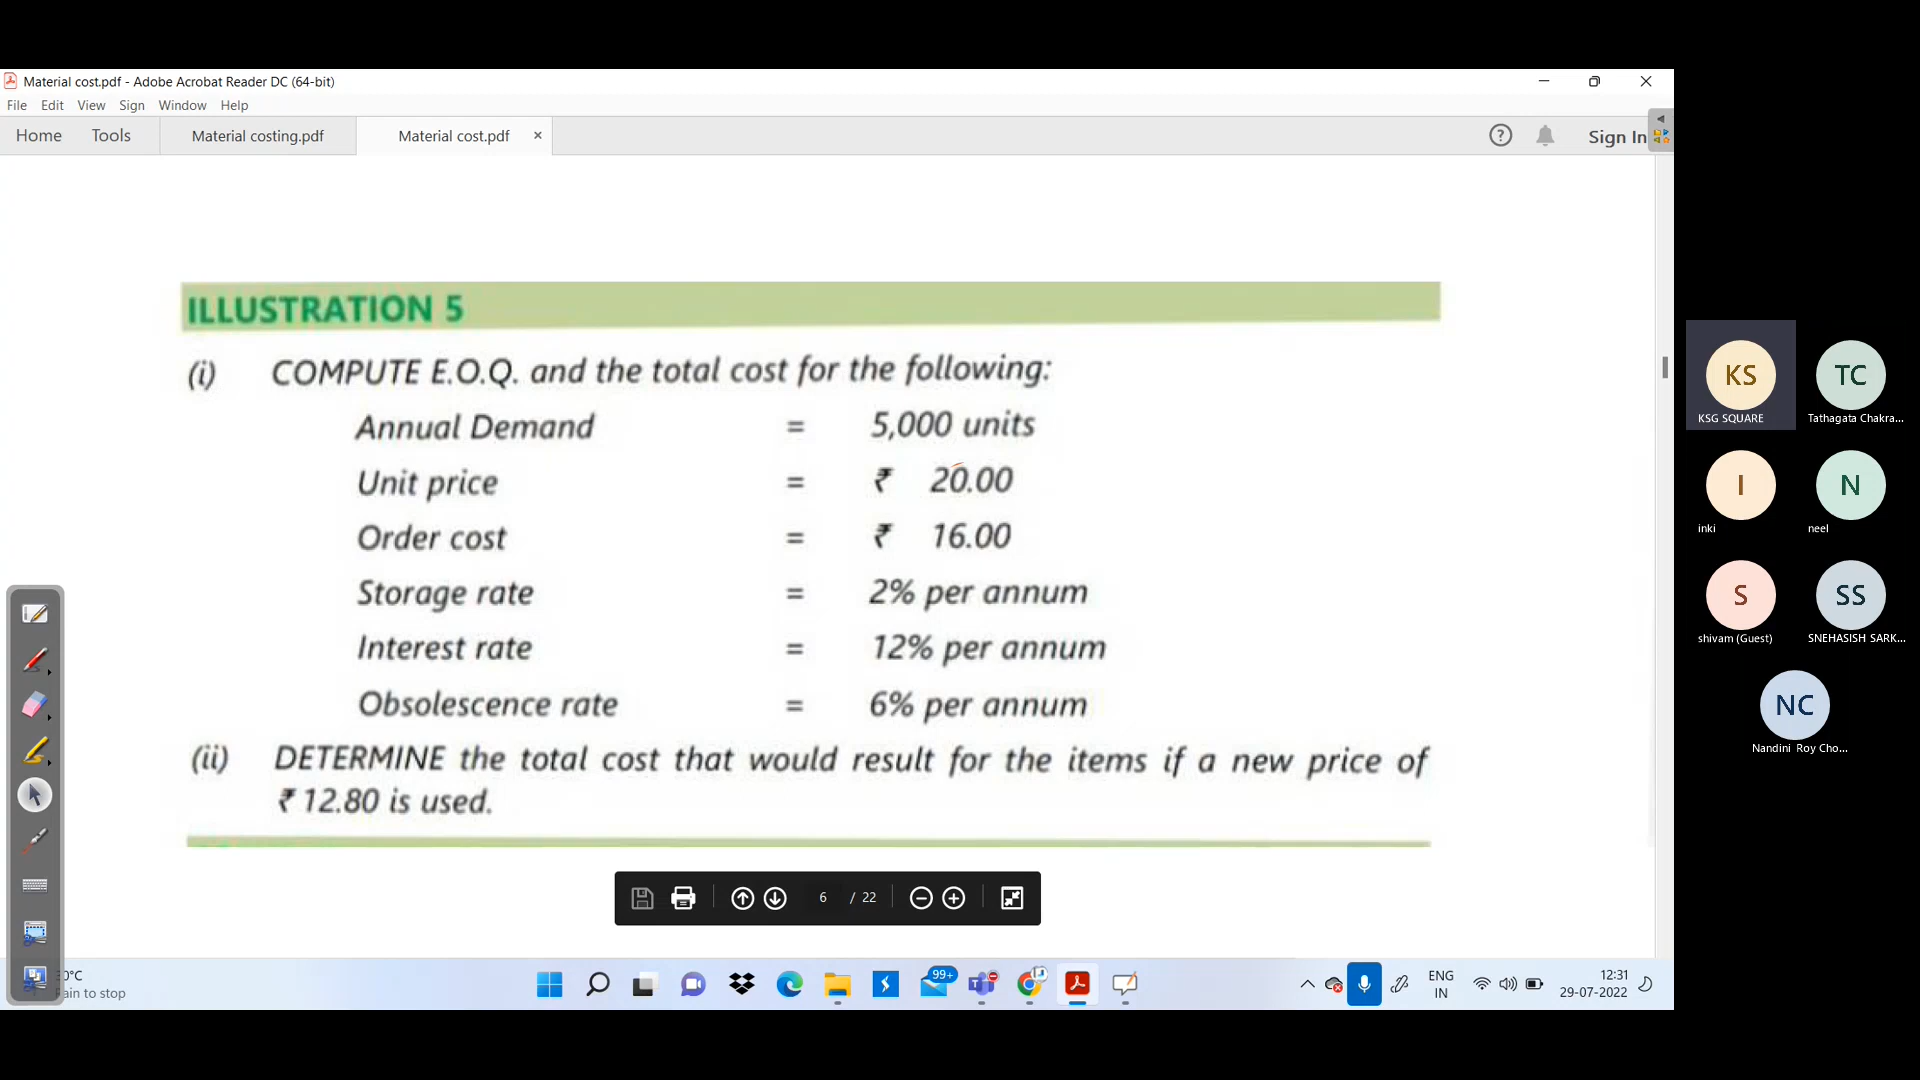 Material cost.pdf - Adobe Acrobat Reader DC (64-bit)
File Edit View Sign Window Help
Home Tools Material costing.pdf Material cost.pdf × Sign In
ILLUSTRATION 5
(i) COMPUTE E.O.Q. and the total cost for the following:
Annual Demand = 5,000 units
Unit price = ₹ 20.00
Order cost = ₹ 16.00
Storage rate = 2% per annum
Interest rate = 12% per annum
Obsolescence rate = 6% per annum
(ii) DETERMINE the total cost that would result for the items if a new price of
₹ 12.80 is used.
6 / 22
KS TC
KSG SQUARE Tathagata Chakra...
I N
inki neel
S SS
shivam (Guest) SNEHASISH SARK...
NC
Nandini Roy Cho...
0°C
ain to stop
99+
ENG
IN
12:31
29-07-2022